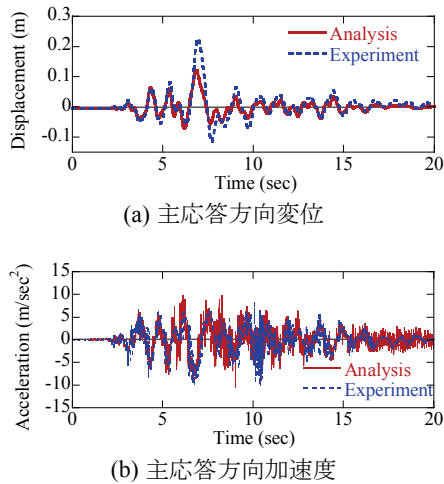 0.3
0.2
0.1
0
-0.1
Displacement (m)
Analysis
Experiment
0 5 10 15 20
Time (sec)
(a) 主応答方向変位
15
10
5
0
-5
-10
-15
Acceleration (m/sec2)
Analysis
Experiment
0 5 10 15 20
Time (sec)
(b) 主応答方向加速度